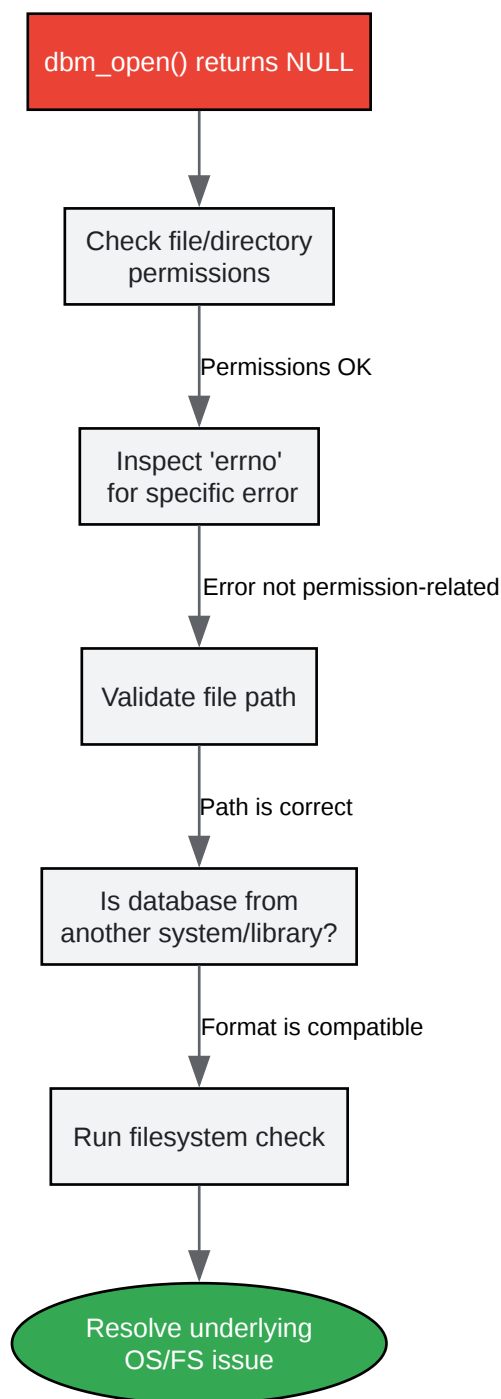 dbm_open() returns NULL
Check file/directory
permissions
Permissions OK
Inspect 'errno'
for specific error
Error not permission-related
Validate file path
Path is correct
Is database from
another system/library?
Format is compatible
Run filesystem check
Resolve underlying
OS/FS issue